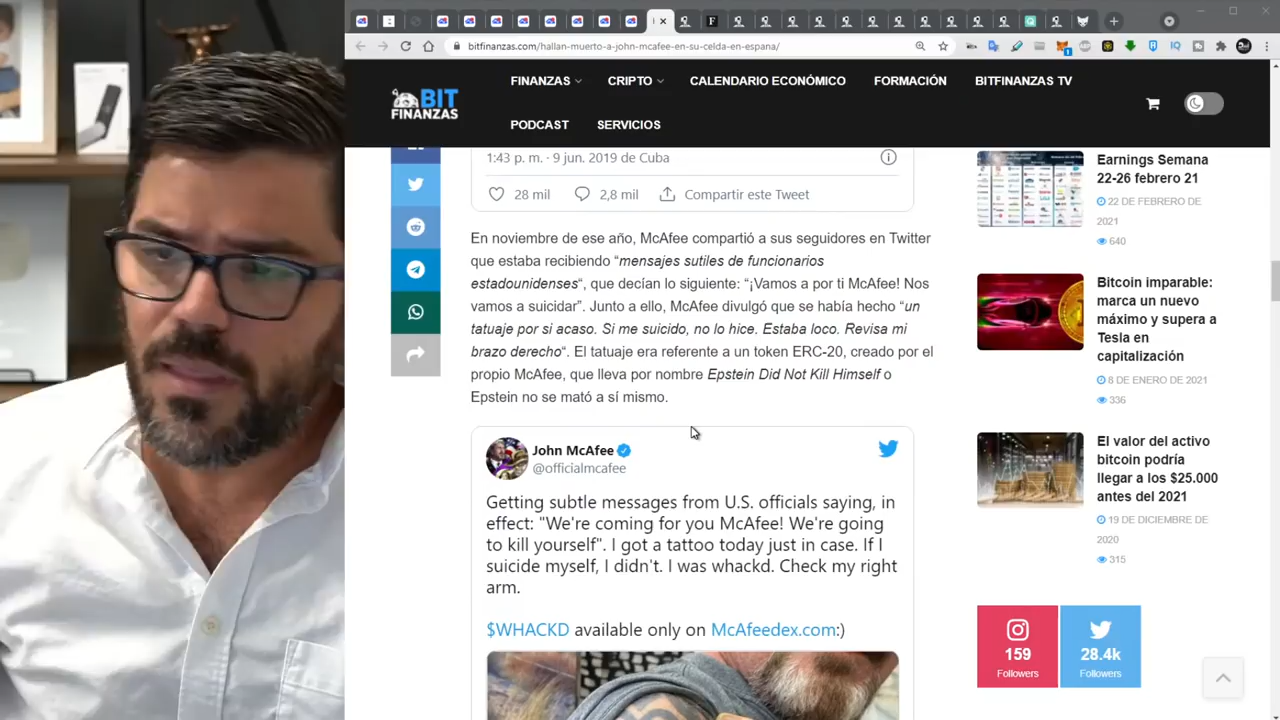 bitfinanzas.com/hallan-muerto-a-john-mcafee-en-su-celda-en-espana/
BIT
FINANZAS
FINANZAS
CRIPTO
CALENDARIO ECONÓMICO
FORMACIÓN
BITFINANZAS TV
PODCAST
SERVICIOS
1:43 p. m. · 9 jun. 2019 de Cuba
28 mil
2,8 mil
Compartir este Tweet
En noviembre de ese año, McAfee compartió a sus seguidores en Twitter
que estaba recibiendo “mensajes sutiles de funcionarios
estadounidenses“, que decían lo siguiente: “¡Vamos a por ti McAfee! Nos
vamos a suicidar”. Junto a ello, McAfee divulgó que se había hecho “un
tatuaje por si acaso. Si me suicido, no lo hice. Estaba loco. Revisa mi
brazo derecho“. El tatuaje era referente a un token ERC-20, creado por el
propio McAfee, que lleva por nombre Epstein Did Not Kill Himself o
Epstein no se mató a sí mismo.
John McAfee
@officialmcafee
Getting subtle messages from U.S. officials saying, in
effect: "We're coming for you McAfee! We're going
to kill yourself". I got a tattoo today just in case. If I
suicide myself, I didn't. I was whackd. Check my right
arm.
$WHACKD available only on McAfeedex.com:)
Earnings Semana
22-26 febrero 21
22 DE FEBRERO DE
2021
640
Bitcoin imparable:
marca un nuevo
máximo y supera a
Tesla en
capitalización
8 DE ENERO DE 2021
336
El valor del activo
bitcoin podría
llegar a los $25.000
antes del 2021
19 DE DICIEMBRE DE
2020
315
159
Followers
28.4k
Followers